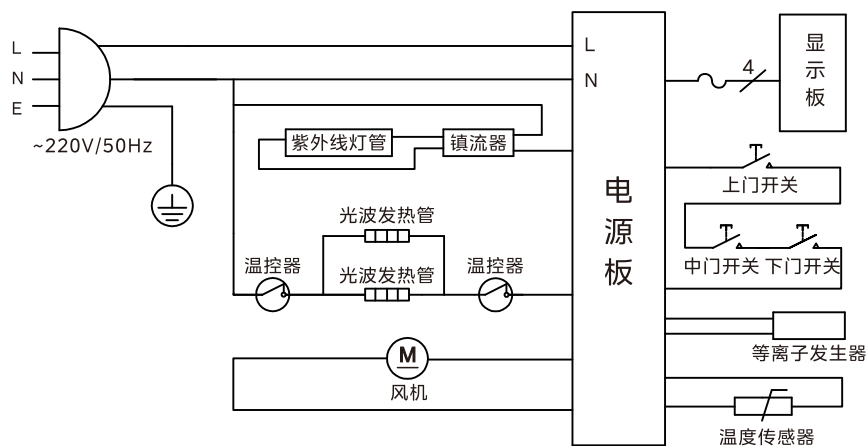 L
N
E
~220V/50Hz
紫外线灯管
镇流器
光波发热管
温控器
光波发热管
温控器
M
风机
L
N
电源板
4
显示板
上门开关
中门开关
下门开关
等离子发生器
温度传感器